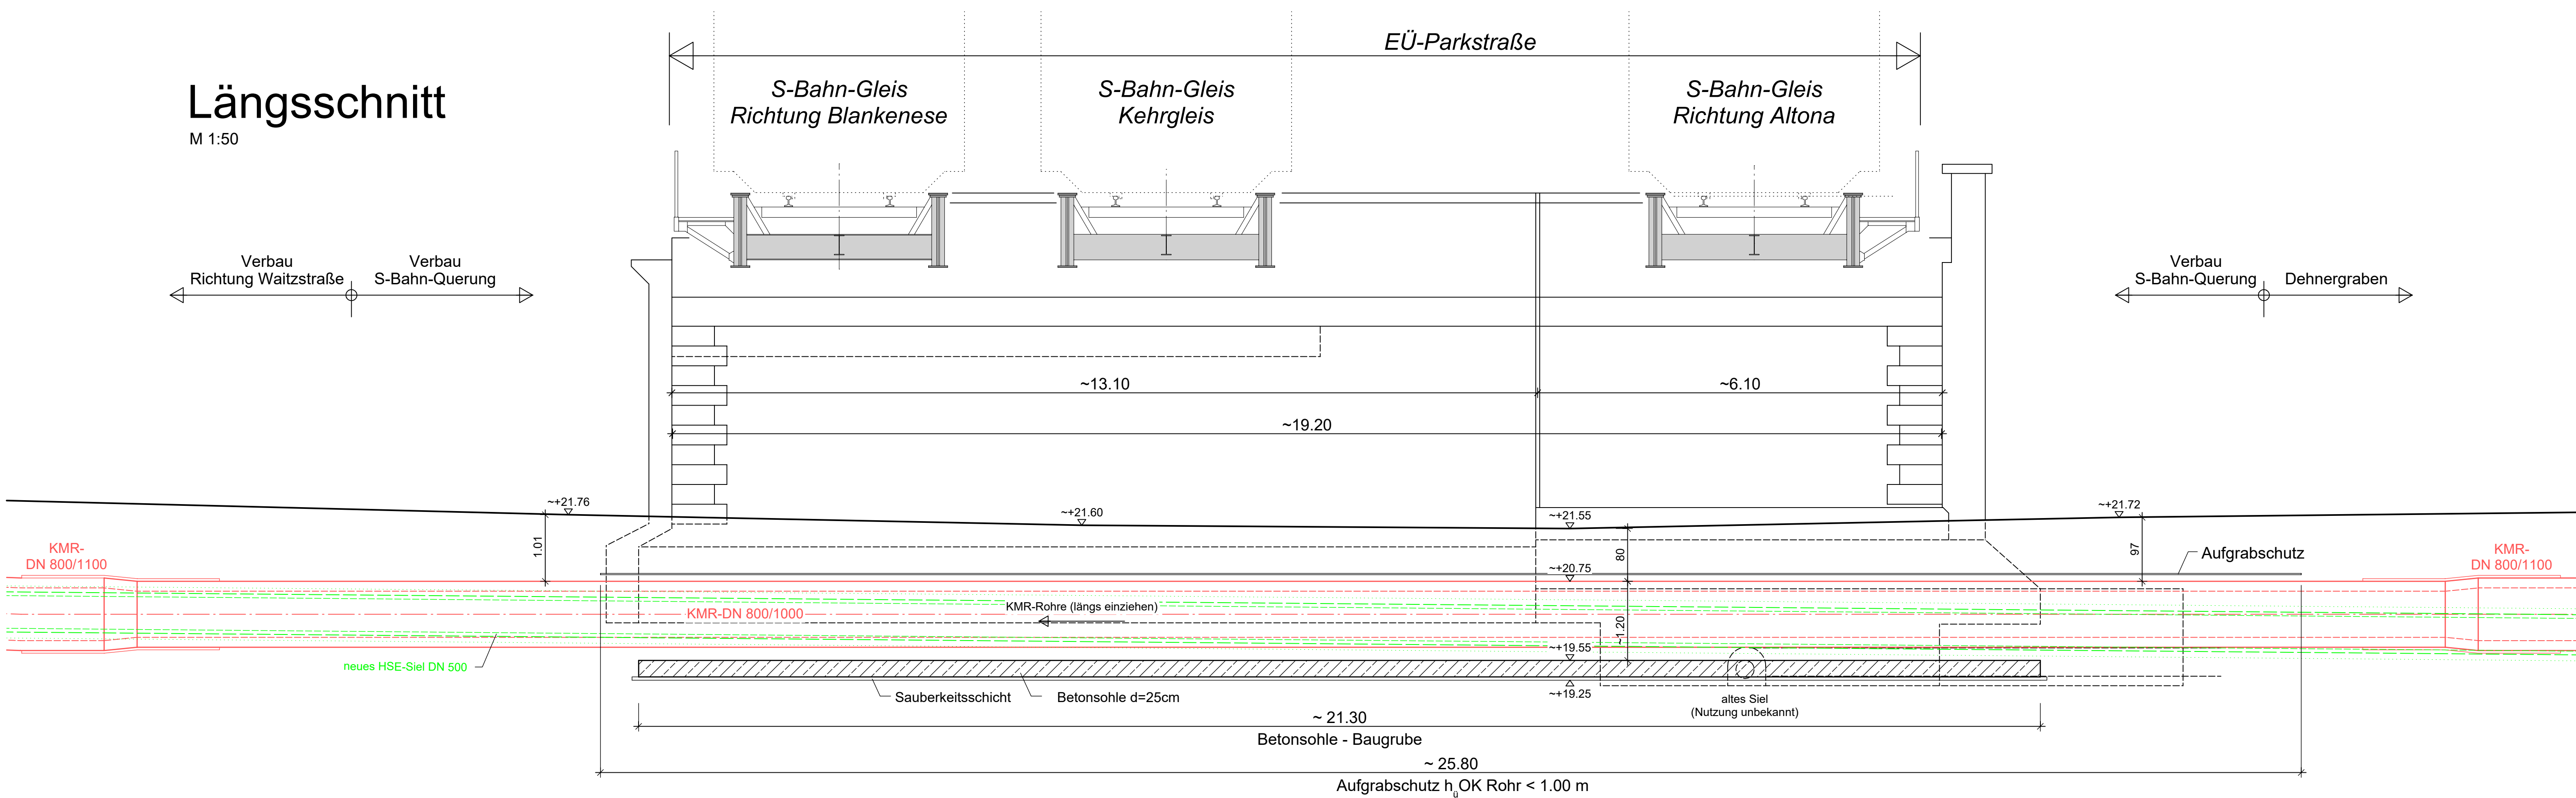 EÜ-Parkstraße
Längsschnitt
M 1:50
S-Bahn-Gleis
Richtung Blankenese
S-Bahn-Gleis
Kehrgleis
S-Bahn-Gleis
Richtung Altona
Verbau
Richtung Waitzstraße
Verbau
S-Bahn-Querung
Verbau
S-Bahn-Querung
Dehnergraben
~13.10
~6.10
~19.20
~+21.76
~+21.60
~+21.55
~+21.72
1.01
80
97
KMR-
DN 800/1100
Aufgrabschutz
KMR-
DN 800/1100
~+20.75
KMR-DN 800/1000
KMR-Rohre (längs einziehen)
~1.20
~+19.55
neues HSE-Siel DN 500
~+19.25
Sauberkeitsschicht
Betonsohle d=25cm
altes Siel
(Nutzung unbekannt)
~ 21.30
Betonsohle - Baugrube
~ 25.80
Aufgrabschutz hüOK Rohr < 1.00 m